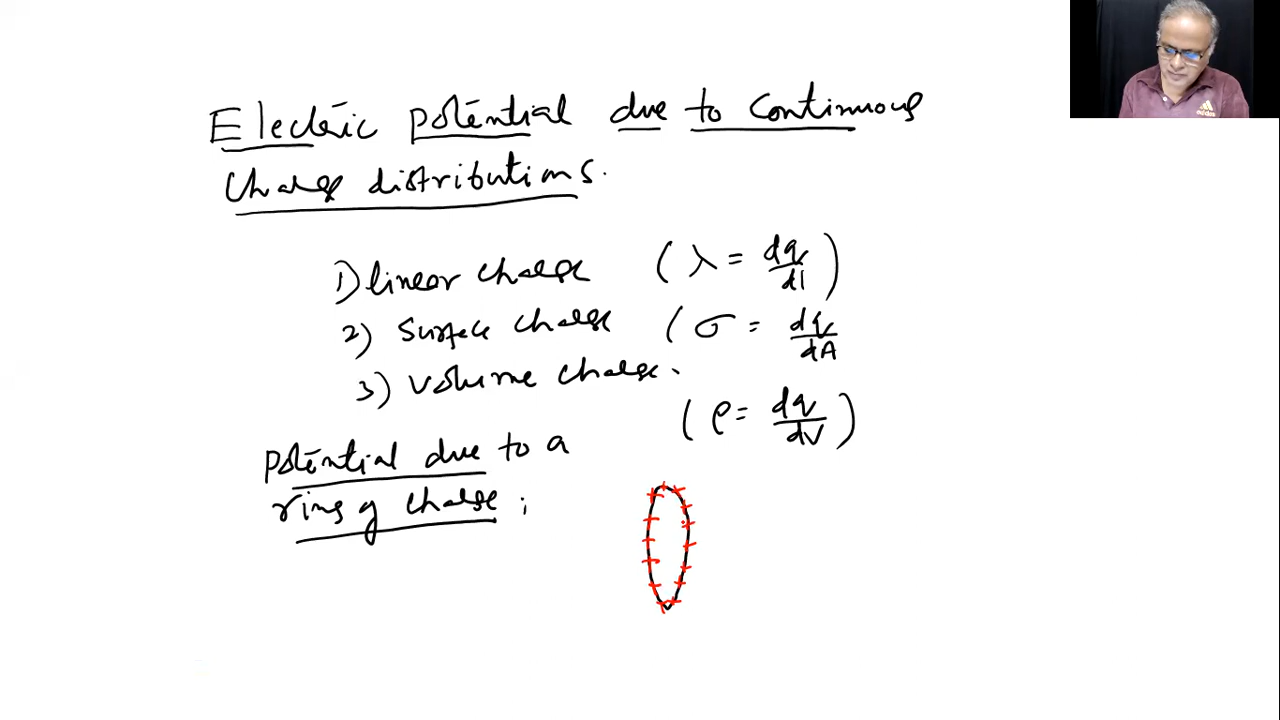 Electric potential due to continuous
charge distributions.
1) linear charge ( λ = dq/dl )
2) Surface charge ( σ = dq/dA
3) Volume charge.
( ρ = dq/dV )
potential due to a
ring of charge ;
adidas